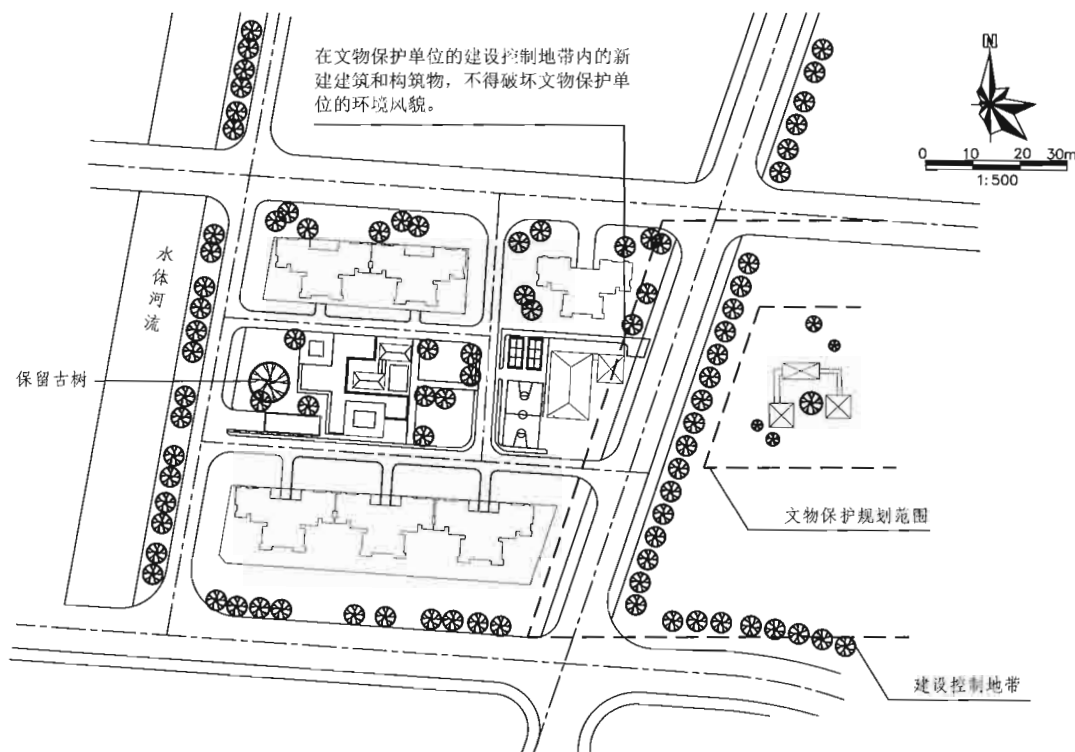 在文物保护单位的建设控制地带内的新
建建筑和构筑物，不得破坏文物保护单
位的环境风貌。
N
0 10 20 30m
1:500
水体河流
保留古树
文物保护规划范围
建设控制地带